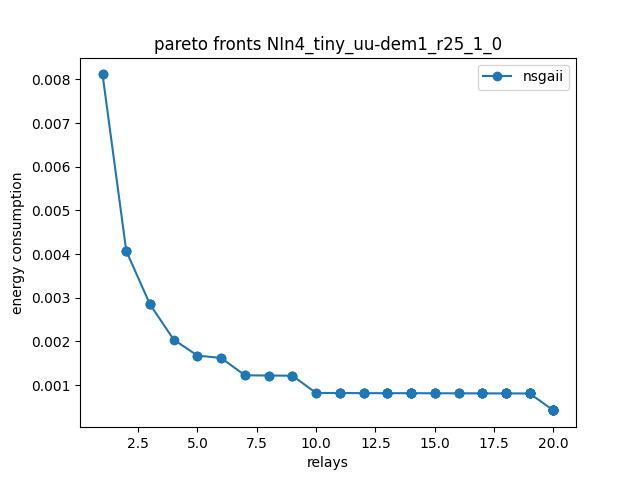 pareto fronts NIn4_tiny_uu-dem1_r25_1_0
nsgaii
0.008
0.007
0.006
0.005
0.004
0.003
0.002
0.001
energy consumption
2.5 5.0 7.5 10.0 12.5 15.0 17.5 20.0
relays